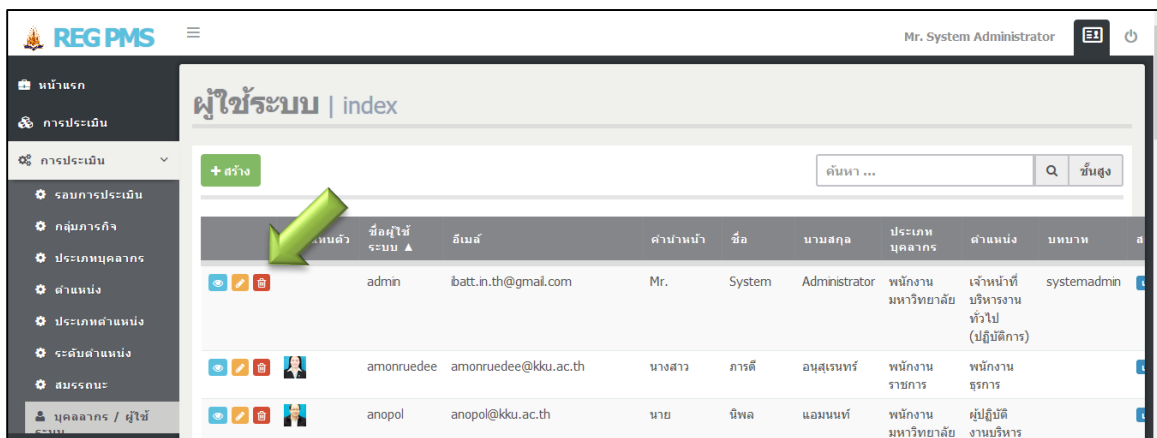 REG PMS
Mr. System Administrator
หน้าแรก
การประเมิน
การประเมิน
รอบการประเมิน
กลุ่มภารกิจ
ประเภทบุคลากร
ตำแหน่ง
ประเภทตำแหน่ง
ระดับตำแหน่ง
สมรรถนะ
บุคลลากร / ผู้ใช้
ระบบ
ผู้ใช้ระบบ | index
+ สร้าง
ค้นหา ...
ขั้นสูง
ชื่อผู้ใช้ระบบ ▲ อีเมล์ คำนำหน้า ชื่อ นามสกุล ประเภทบุคลากร ตำแหน่ง บทบาท
admin ibatt.in.th@gmail.com Mr. System Administrator พนักงานมหาวิทยาลัย เจ้าหน้าที่บริหารงานทั่วไป (ปฏิบัติการ) systemadmin
amonruedee amonruedee@kku.ac.th นางสาว ภารดี อนุสุเรนทร์ พนักงานราชการ พนักงานธุรการ
anopol anopol@kku.ac.th นาย นิพล แอมนนท์ พนักงานมหาวิทยาลัย ผู้ปฏิบัติงานบริหาร